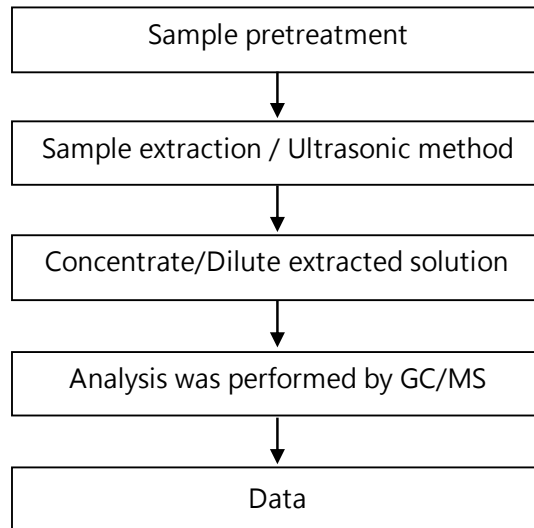 Sample pretreatment
Sample extraction / Ultrasonic method
Concentrate/Dilute extracted solution
Analysis was performed by GC/MS
Data